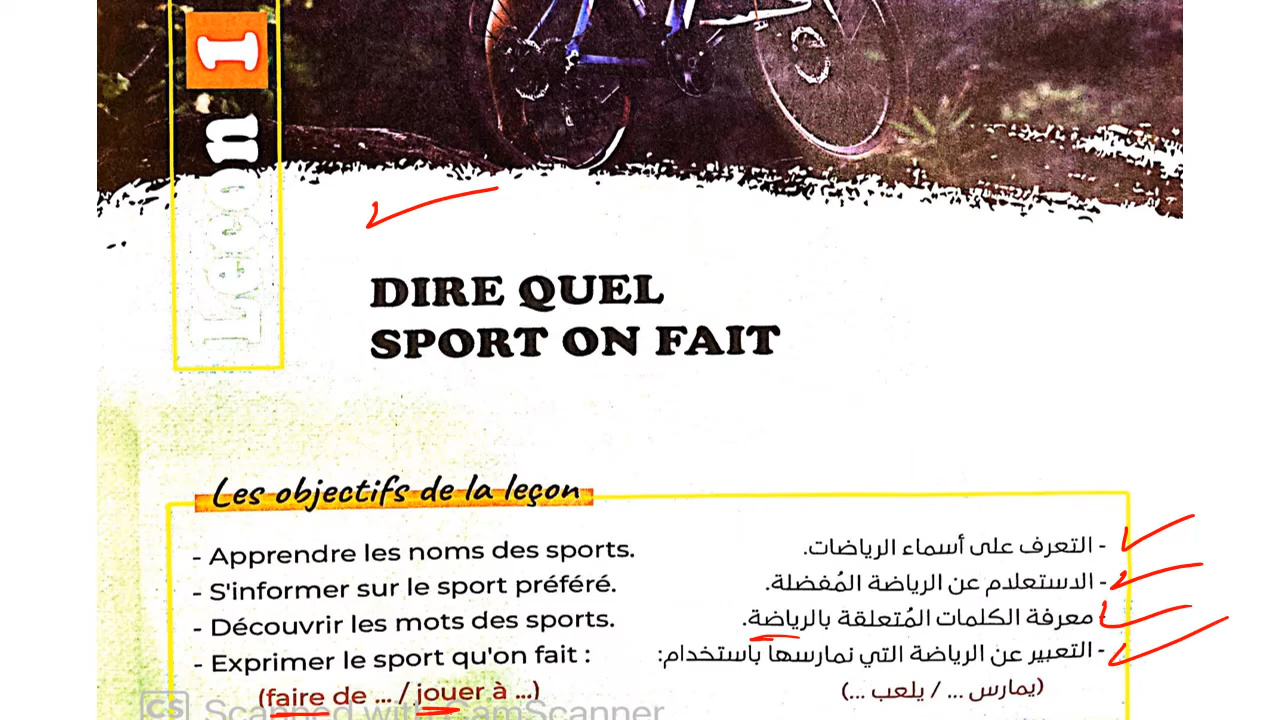 Leçon 1
DIRE QUEL
SPORT ON FAIT
Les objectifs de la leçon
- Apprendre les noms des sports.
- S'informer sur le sport préféré.
- Découvrir les mots des sports.
- Exprimer le sport qu'on fait :
(faire de ... / jouer à ...)
- التعرف على أسماء الرياضات.
- الاستعلام عن الرياضة المُفضلة.
- معرفة الكلمات المُتعلقة بالرياضة.
- التعبير عن الرياضة التي نمارسها باستخدام:
(يمارس ... / يلعب ...)
CS Scanned with CamScanner